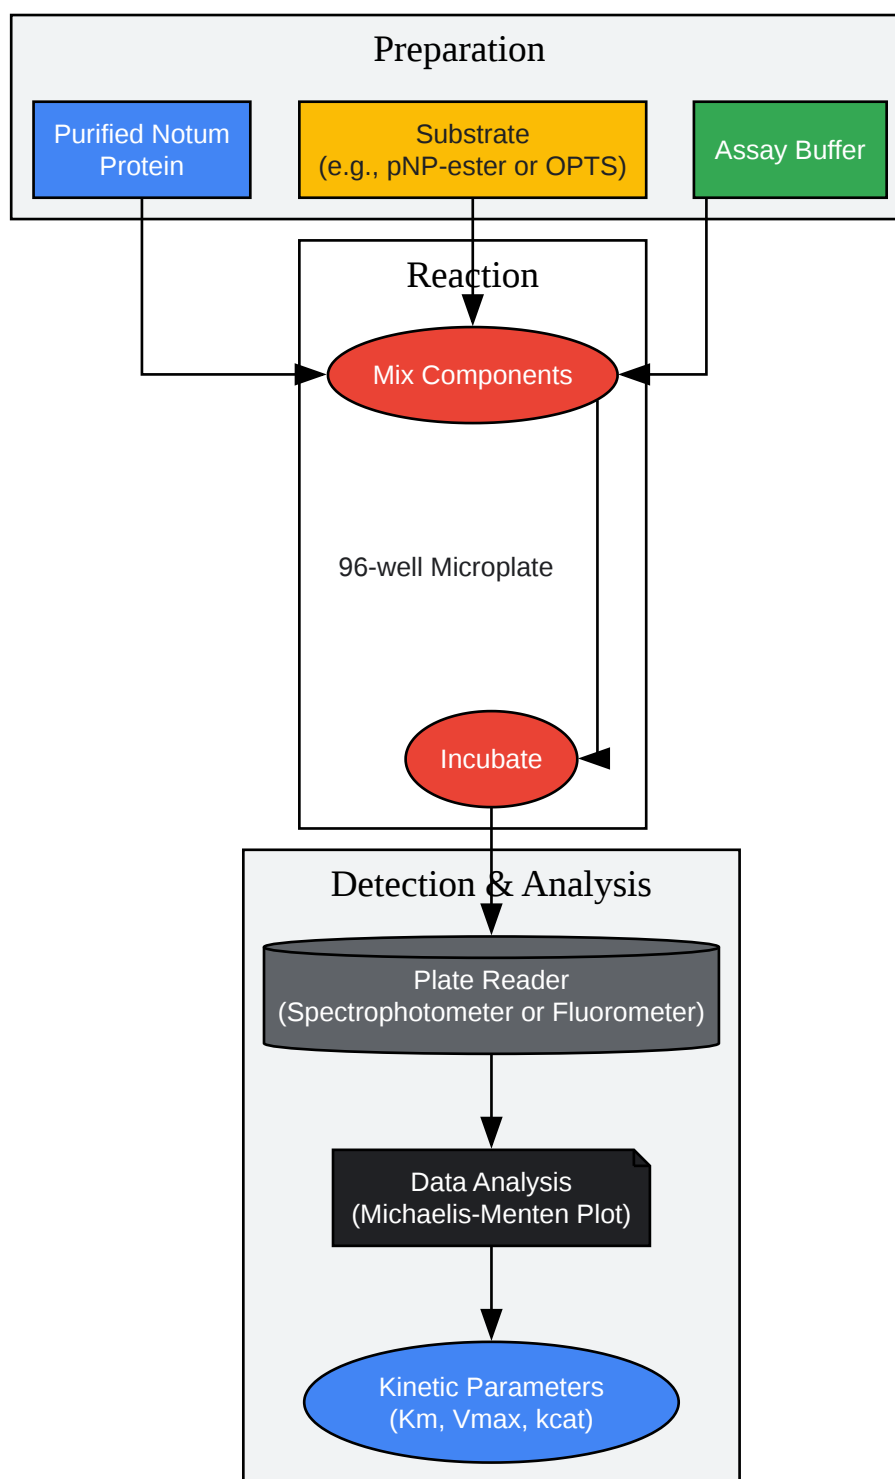 Preparation
Purified Notum
Protein
Substrate
(e.g., pNP-ester or OPTS)
Assay Buffer
Reaction
Mix Components
96-well Microplate
Incubate
Detection & Analysis
Plate Reader
(Spectrophotometer or Fluorometer)
Data Analysis
(Michaelis-Menten Plot)
Kinetic Parameters
(Km, Vmax, kcat)